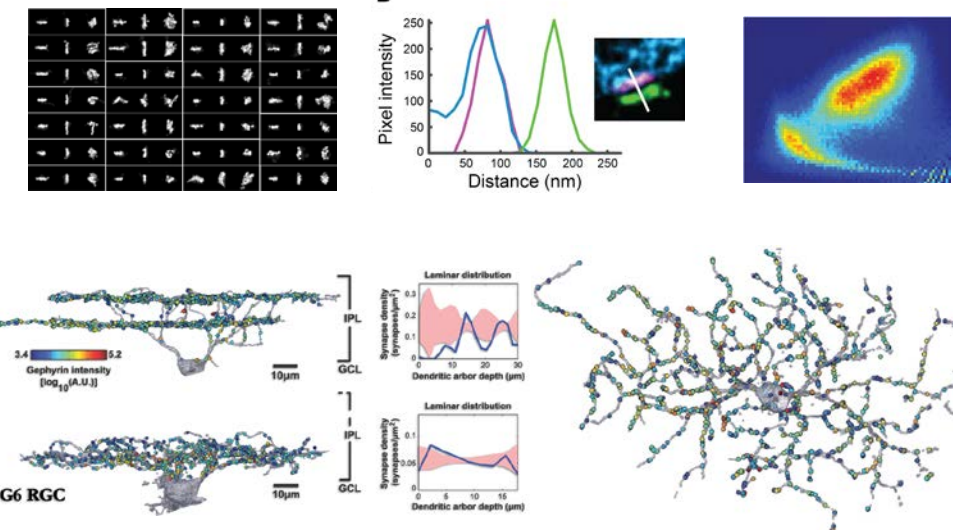 Pixel intensity
250
200
150
100
50
0
0 50 100 150 200 250
Distance (nm)
3.4 5.2
Gephyrin intensity
[log10(A.U.)]
10μm
IPL
GCL
Laminar distribution
Synapse density
(synapses/μm²)
0.3
0.2
0.1
0
0 10 20 30
Dendritic arbor depth (μm)
G6 RGC
10μm
IPL
GCL
Laminar distribution
Synapse density
(synapses/μm²)
0.1
0
0 5 10 15
Dendritic arbor depth (μm)